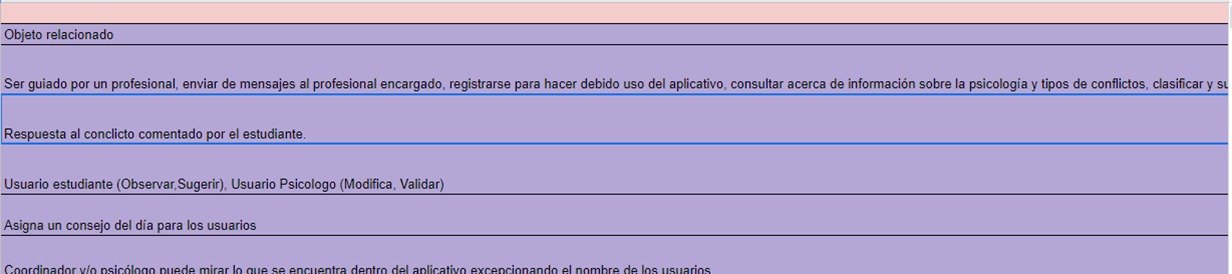 Objeto relacionado
Ser guiado por un profesional, enviar de mensajes al profesional encargado, registrarse para hacer debido uso del aplicativo, consultar acerca de información sobre la psicología y tipos de conflictos, clasificar y su
Respuesta al conclicto comentado por el estudiante.
Usuario estudiante (Observar,Sugerir), Usuario Psicologo (Modifica, Validar)
Asigna un consejo del día para los usuarios
Coordinador y/o psicólogo puede mirar lo que se encuentra dentro del aplicativo excepcionando el nombre de los usuarios